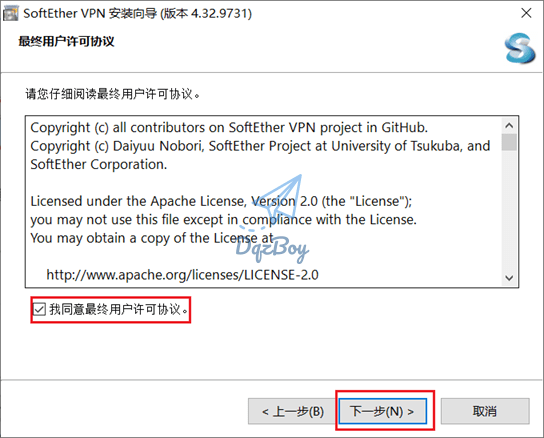 SoftEther VPN 安装向导 (版本 4.32.9731)
最终用户许可协议
请您仔细阅读最终用户许可协议。
Copyright (c) all contributors on SoftEther VPN project in GitHub.
Copyright (c) Daiyuu Nobori, SoftEther Project at University of Tsukuba, and
SoftEther Corporation.
Licensed under the Apache License, Version 2.0 (the "License");
you may not use this file except in compliance with the License.
You may obtain a copy of the License at
DqzBoy
http://www.apache.org/licenses/LICENSE-2.0
我同意最终用户许可协议。
< 上一步(B)
下一步(N) >
取消